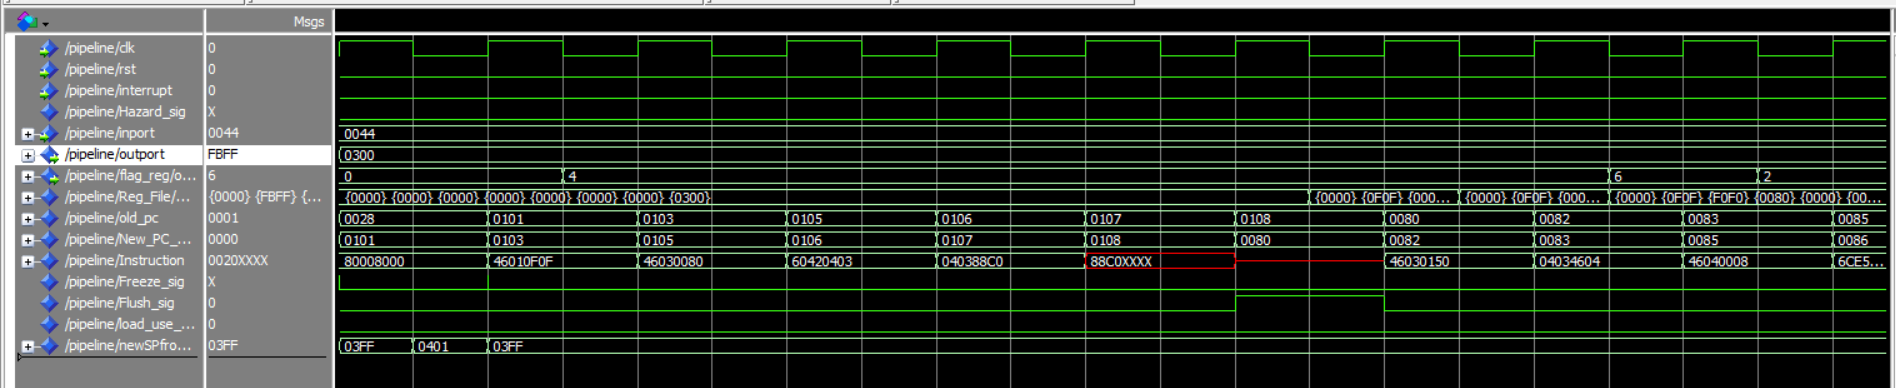 Msgs
/pipeline/clk 0
/pipeline/rst 0
/pipeline/interrupt 0
/pipeline/Hazard_sig X
/pipeline/inport 0044 0044
/pipeline/outport FBFF 0300
/pipeline/flag_reg/o... 6 0 4 6 2
/pipeline/Reg_File/... {0000} {FBFF} {... {0000} {0000} {0000} {0000} {0000} {0000} {0000} {0300} {0000} {0F0F} {000... {0000} {0F0F} {000... {0000} {0F0F} {F0F0} {0080} {0000} {00...
/pipeline/old_pc 0001 0028 0101 0103 0105 0106 0107 0108 0080 0082 0083 0085
/pipeline/New_PC_... 0000 0101 0103 0105 0106 0107 0108 0080 0082 0083 0085 0086
/pipeline/Instruction 0020XXXX 80008000 46010F0F 46030080 60420403 040388C0 88C0XXXX 46030150 04034604 46040008 6CE5...
/pipeline/Freeze_sig X
/pipeline/Flush_sig 0
/pipeline/load_use_... 0
/pipeline/newSPfro... 03FF 03FF 0401 03FF